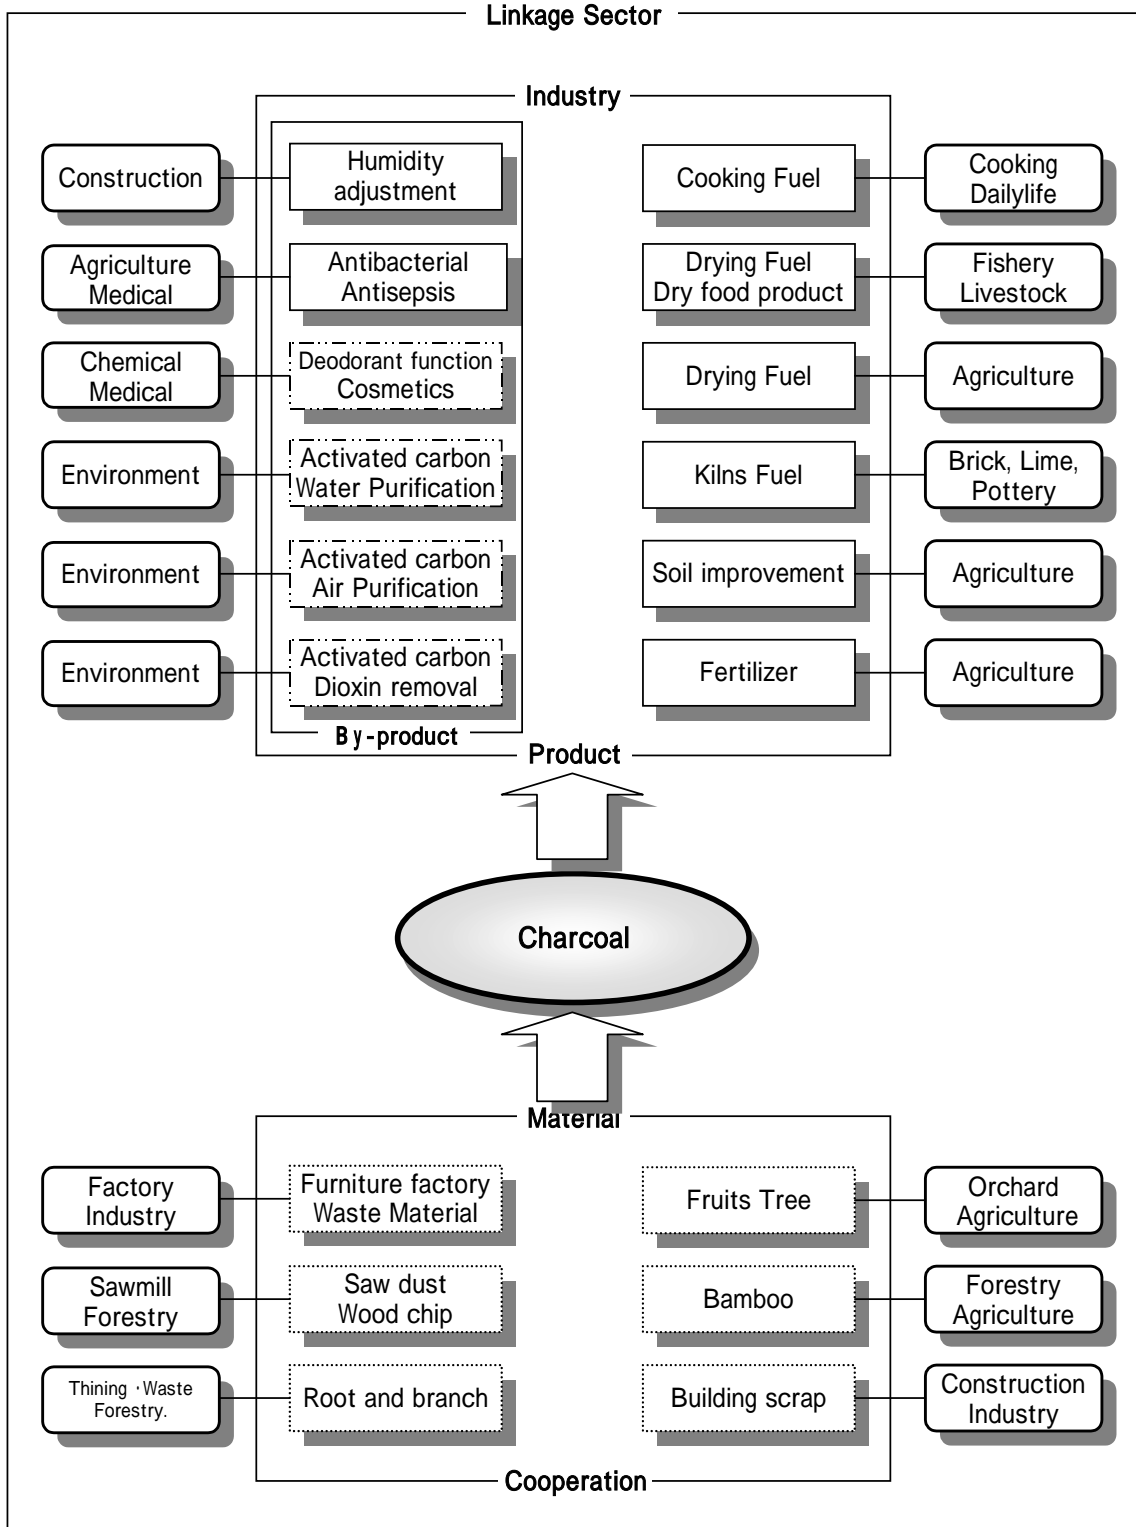 Linkage Sector
Industry
Construction
Humidity
adjustment
Cooking Fuel
Cooking
Dailylife
Agriculture
Medical
Antibacterial
Antisepsis
Drying Fuel
Dry food product
Fishery
Livestock
Chemical
Medical
Deodorant function
Cosmetics
Drying Fuel
Agriculture
Environment
Activated carbon
Water Purification
Kilns Fuel
Brick, Lime,
Pottery
Environment
Activated carbon
Air Purification
Soil improvement
Agriculture
Environment
Activated carbon
Dioxin removal
Fertilizer
Agriculture
By-product
Product
Charcoal
Material
Factory
Industry
Furniture factory
Waste Material
Fruits Tree
Orchard
Agriculture
Sawmill
Forestry
Saw dust
Wood chip
Bamboo
Forestry
Agriculture
Thining ·Waste
Forestry.
Root and branch
Building scrap
Construction
Industry
Cooperation